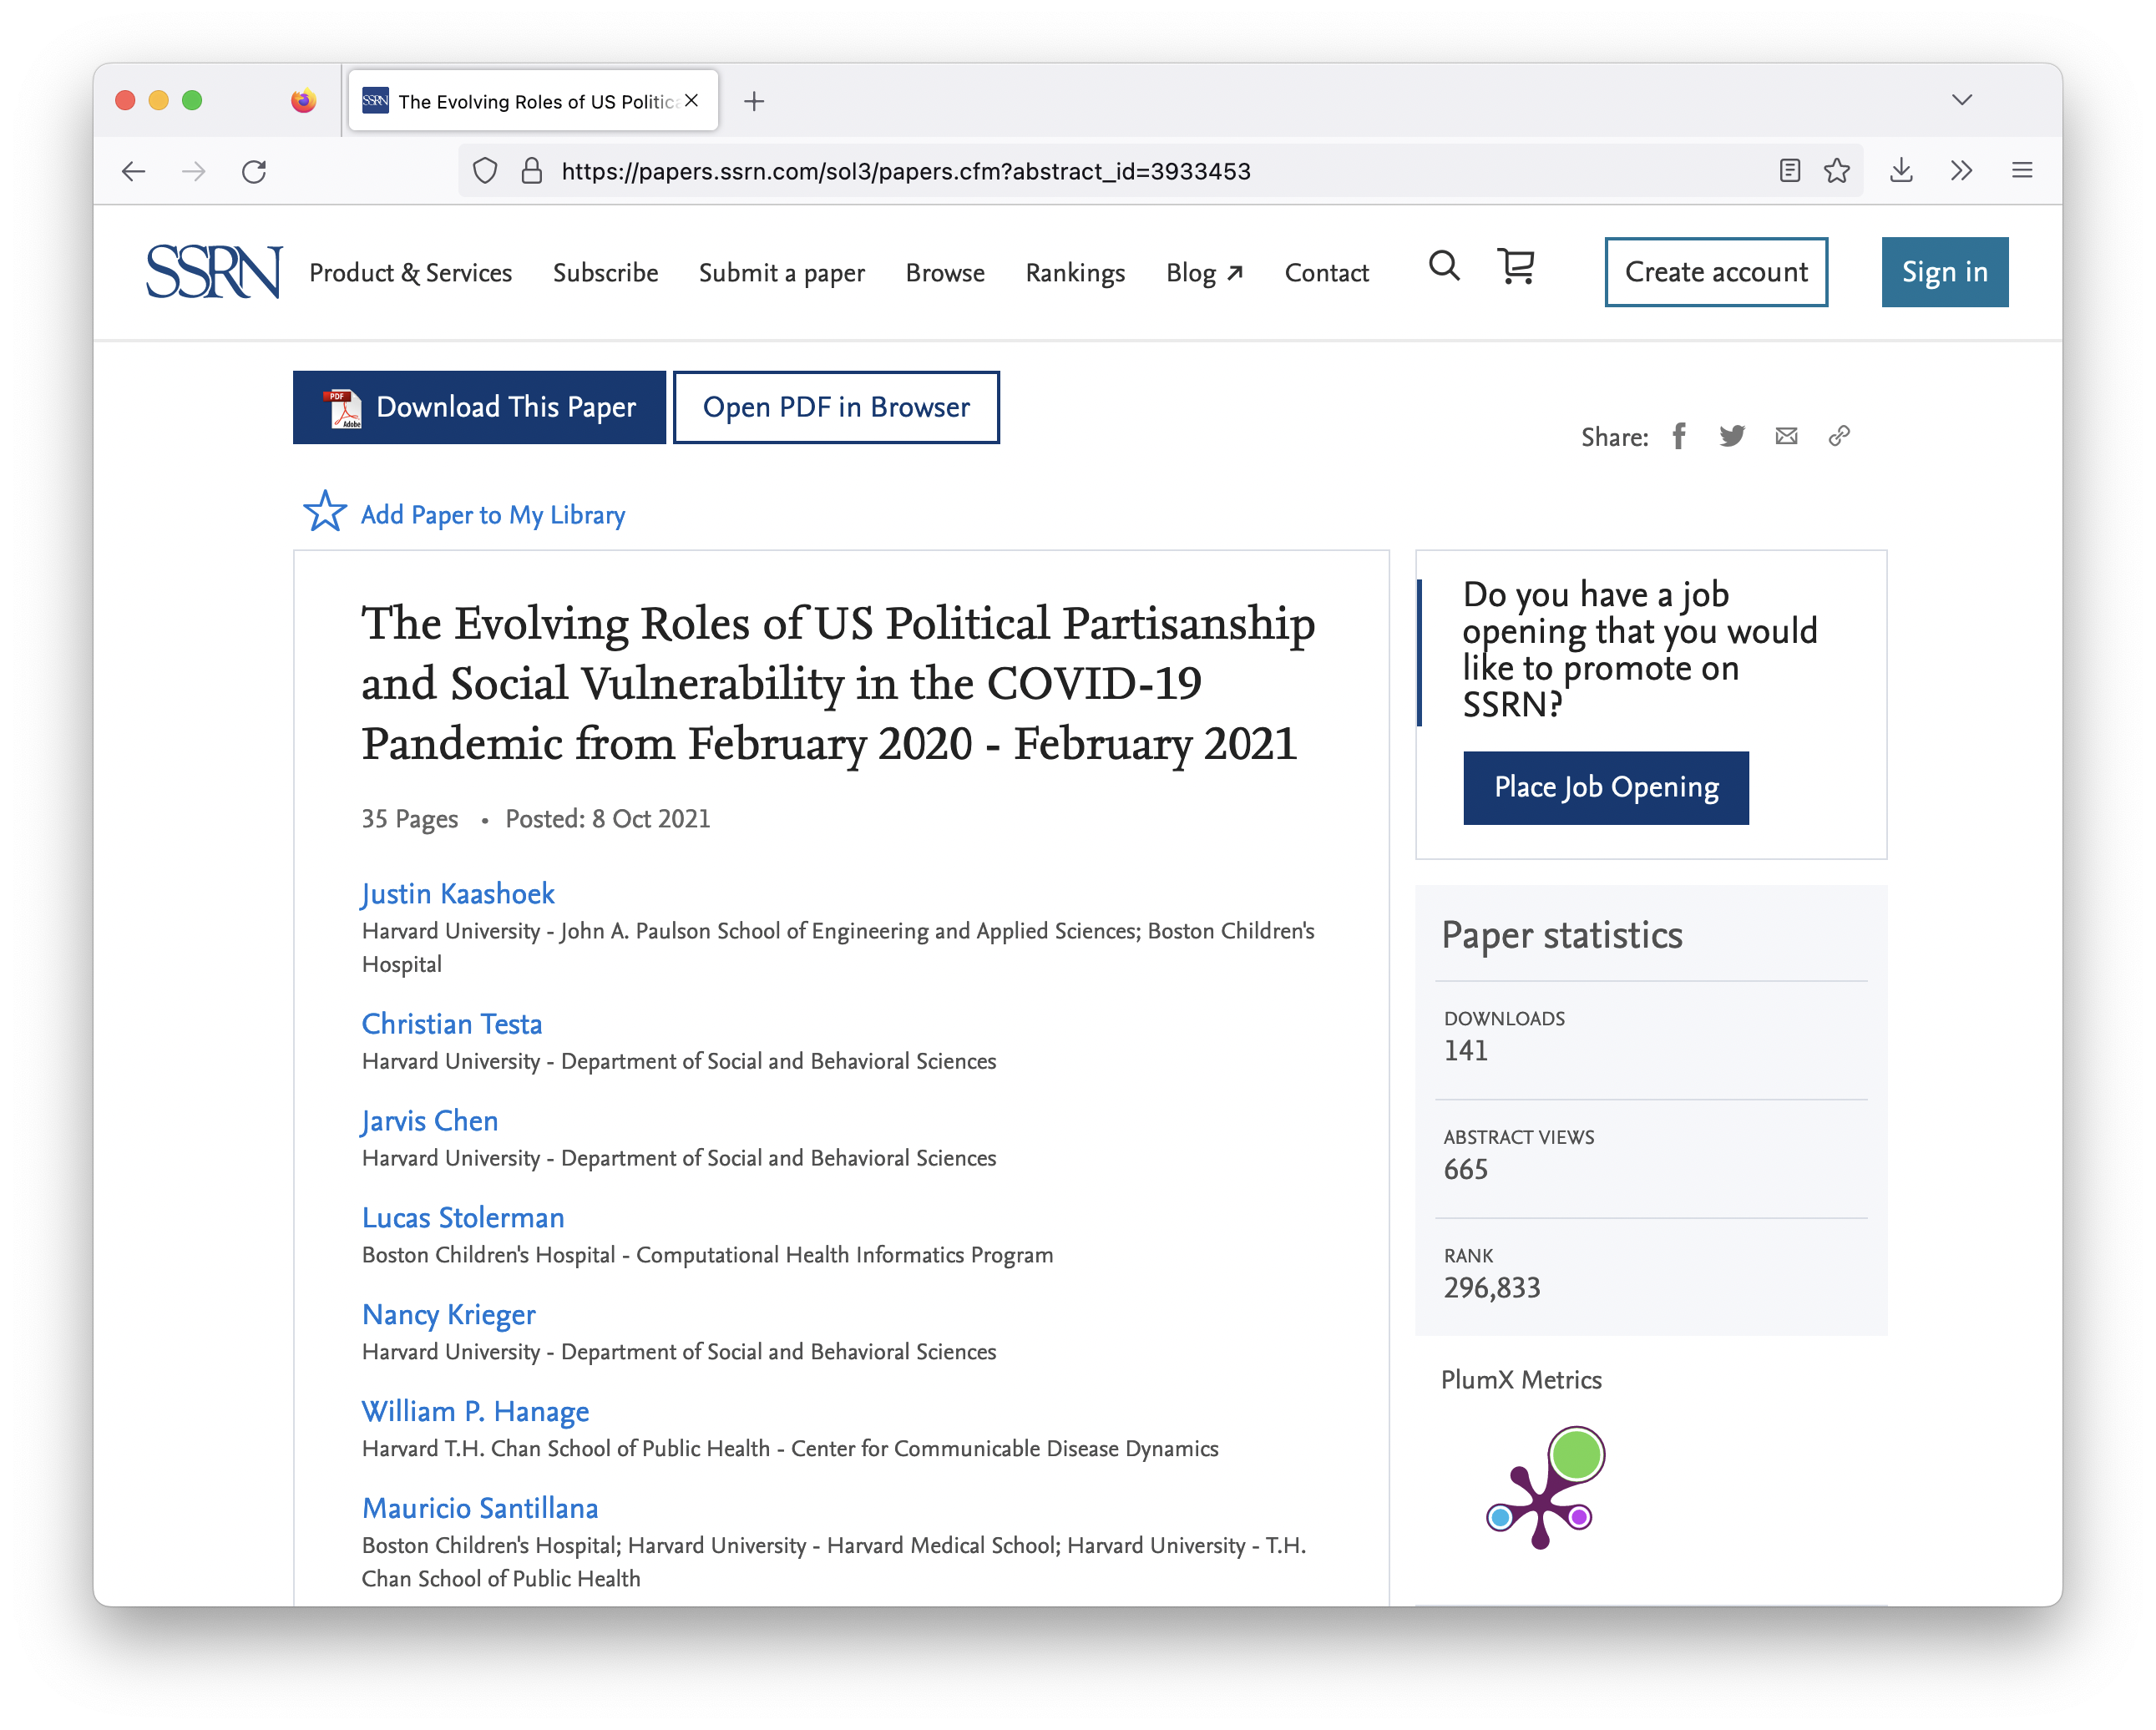 SSRN The Evolving Roles of US Politic
https://papers.ssrn.com/sol3/papers.cfm?abstract_id=3933453
SSRN Product & Services Subscribe Submit a paper Browse Rankings Blog Contact Create account Sign in
PDF Adobe Download This Paper Open PDF in Browser
Share:
Add Paper to My Library
The Evolving Roles of US Political Partisanship
and Social Vulnerability in the COVID-19
Pandemic from February 2020 - February 2021
35 Pages • Posted: 8 Oct 2021
Justin Kaashoek
Harvard University - John A. Paulson School of Engineering and Applied Sciences; Boston Children's
Hospital
Christian Testa
Harvard University - Department of Social and Behavioral Sciences
Jarvis Chen
Harvard University - Department of Social and Behavioral Sciences
Lucas Stolerman
Boston Children's Hospital - Computational Health Informatics Program
Nancy Krieger
Harvard University - Department of Social and Behavioral Sciences
William P. Hanage
Harvard T.H. Chan School of Public Health - Center for Communicable Disease Dynamics
Mauricio Santillana
Boston Children's Hospital; Harvard University - Harvard Medical School; Harvard University - T.H.
Chan School of Public Health
Do you have a job
opening that you would
like to promote on
SSRN?
Place Job Opening
Paper statistics
DOWNLOADS
141
ABSTRACT VIEWS
665
RANK
296,833
PlumX Metrics